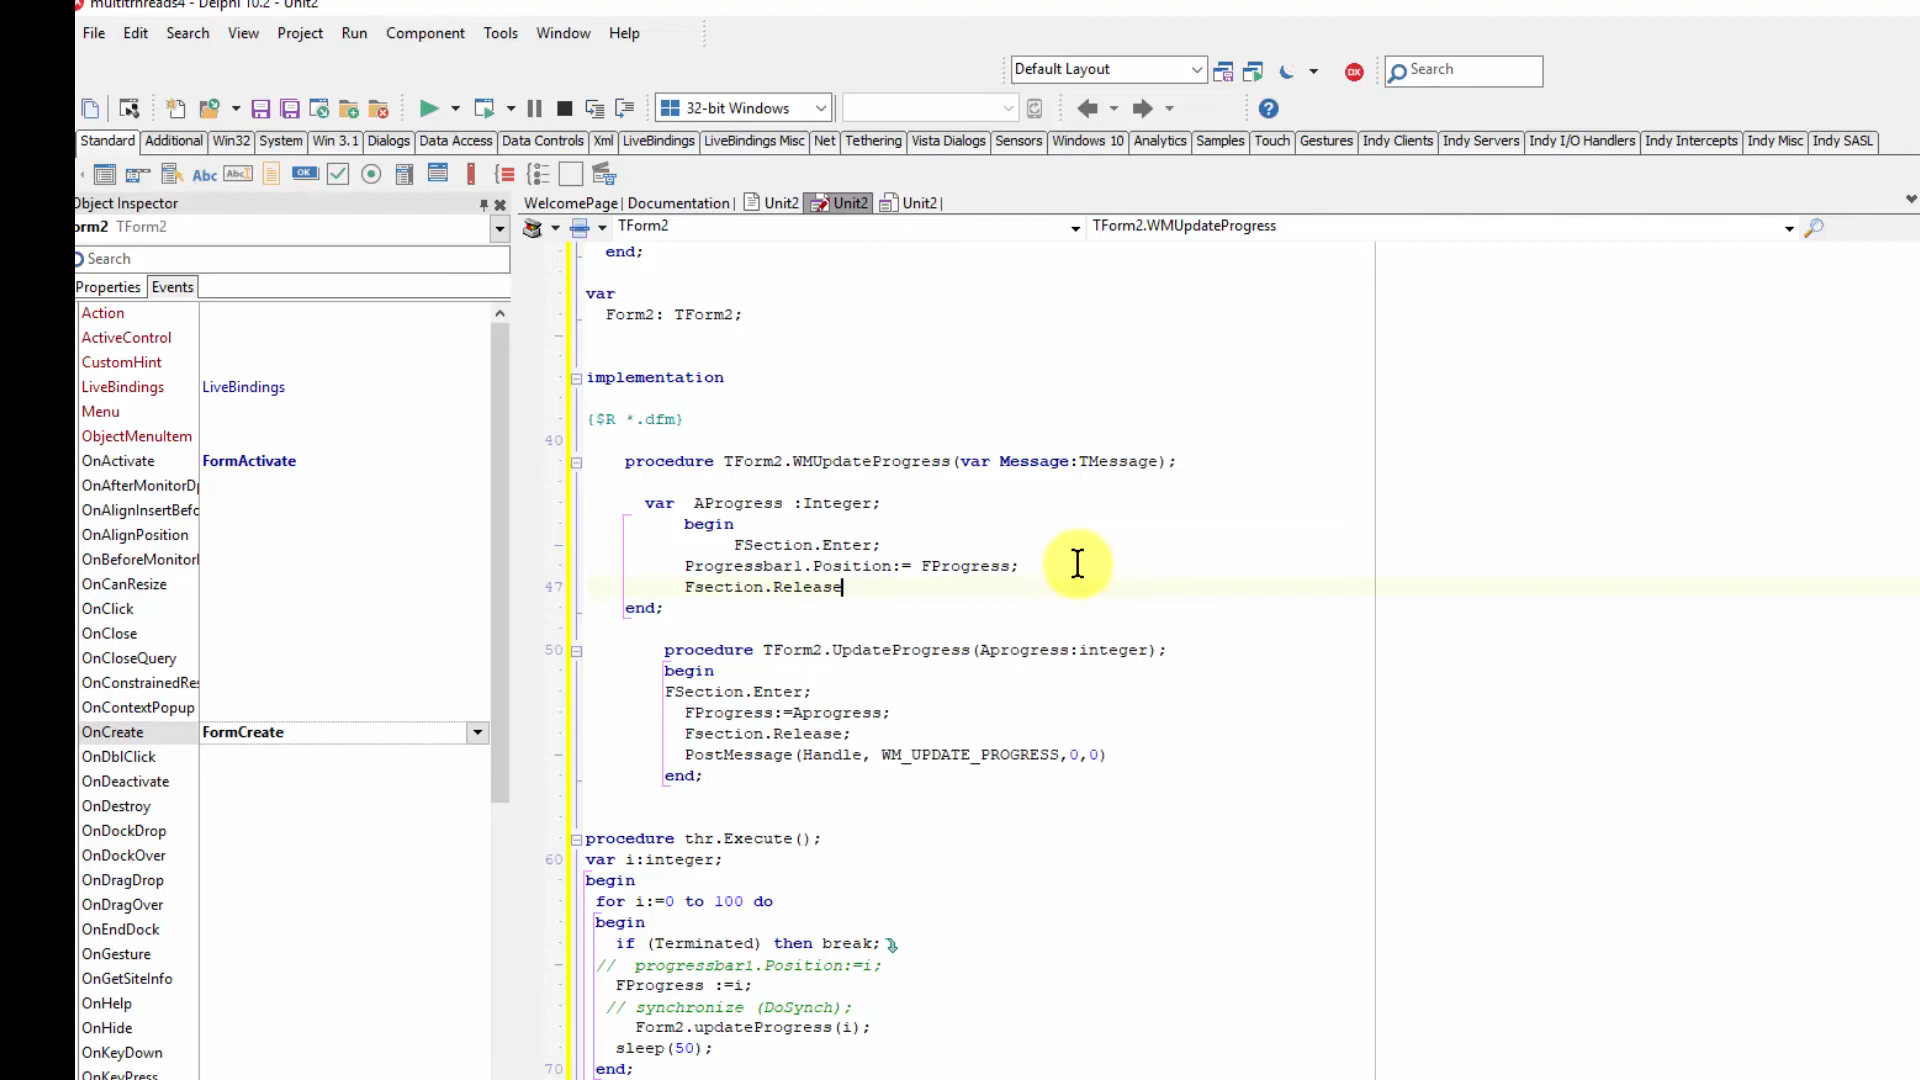 multithreads4 - Delphi 10.2 - Unit2
File Edit Search View Project Run Component Tools Window Help
Default Layout
DX
Search
32-bit Windows
Standard Additional Win32 System Win 3.1 Dialogs Data Access Data Controls Xml LiveBindings LiveBindings Misc Net Tethering Vista Dialogs Sensors Windows 10 Analytics Samples Touch Gestures Indy Clients Indy Servers Indy I/O Handlers Indy Intercepts Indy Misc Indy SASL
Abc OK
Object Inspector
WelcomePage Documentation Unit2 Unit2 Unit2
orm2 TForm2
TForm2
TForm2.WMUpdateProgress
Search
Properties Events
Action
ActiveControl
CustomHint
LiveBindings LiveBindings
Menu
ObjectMenuItem
OnActivate FormActivate
OnAfterMonitorDp
OnAlignInsertBefo
OnAlignPosition
OnBeforeMonitorI
OnCanResize
OnClick
OnClose
OnCloseQuery
OnConstrainedRes
OnContextPopup
OnCreate FormCreate
OnDblClick
OnDeactivate
OnDestroy
OnDockDrop
OnDockOver
OnDragDrop
OnDragOver
OnEndDock
OnGesture
OnGetSiteInfo
OnHelp
OnHide
OnKeyDown
OnKeyPress
end;
var
Form2: TForm2;
implementation
{$R *.dfm}
40
procedure TForm2.WMUpdateProgress(var Message:TMessage);
var AProgress :Integer;
begin
FSection.Enter;
Progressbar1.Position:= FProgress;
47 Fsection.Release
end;
50 procedure TForm2.UpdateProgress(Aprogress:integer);
begin
FSection.Enter;
FProgress:=Aprogress;
Fsection.Release;
PostMessage(Handle, WM_UPDATE_PROGRESS,0,0)
end;
procedure thr.Execute();
60 var i:integer;
begin
for i:=0 to 100 do
begin
if (Terminated) then break;
// progressbar1.Position:=i;
FProgress :=i;
// synchronize (DoSynch);
Form2.updateProgress(i);
sleep(50);
70 end;